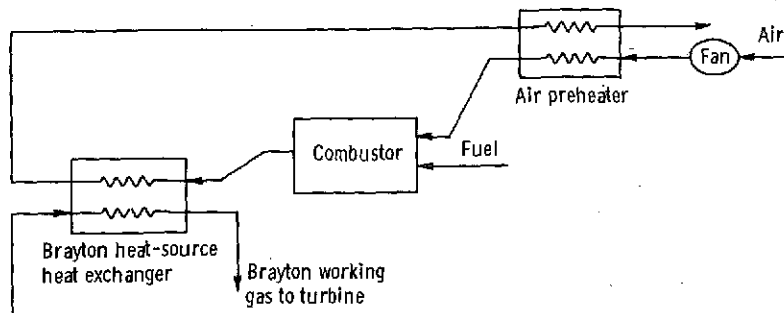 Air
Fan
Air preheater
Combustor
Fuel
Brayton heat-source
heat exchanger
Brayton working
gas to turbine